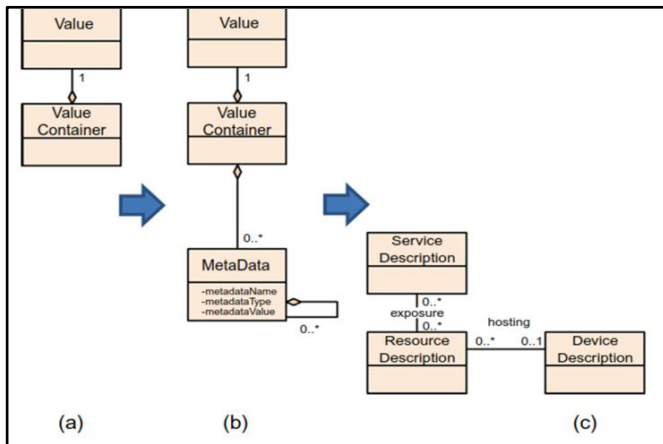 Value
1
Value
Container
(a)
Value
1
Value
Container
0..*
MetaData
-metadataName
-metadataType
-metadataValue
0..*
(b)
Service
Description
0..*
exposure
0..*
Resource
Description
hosting
0..*
0..1
Device
Description
(c)